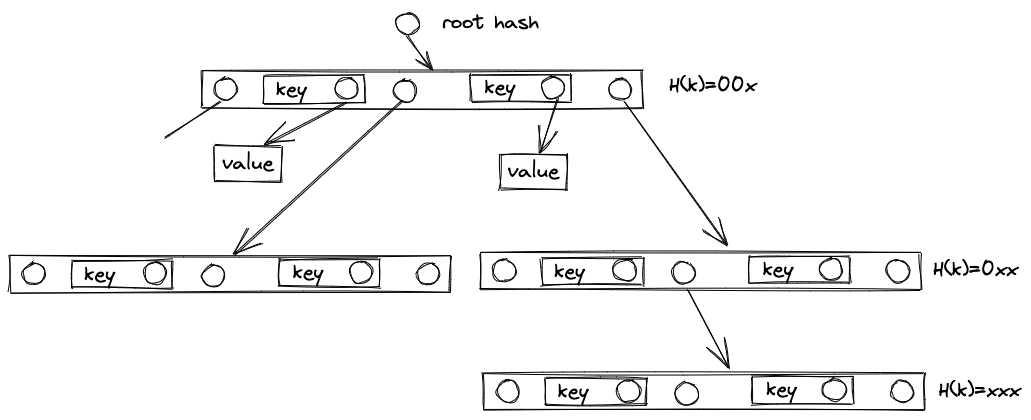 root hash
key key H(k)=00x
value
value
key key key key H(k)=0xx
key key H(k)=xxx